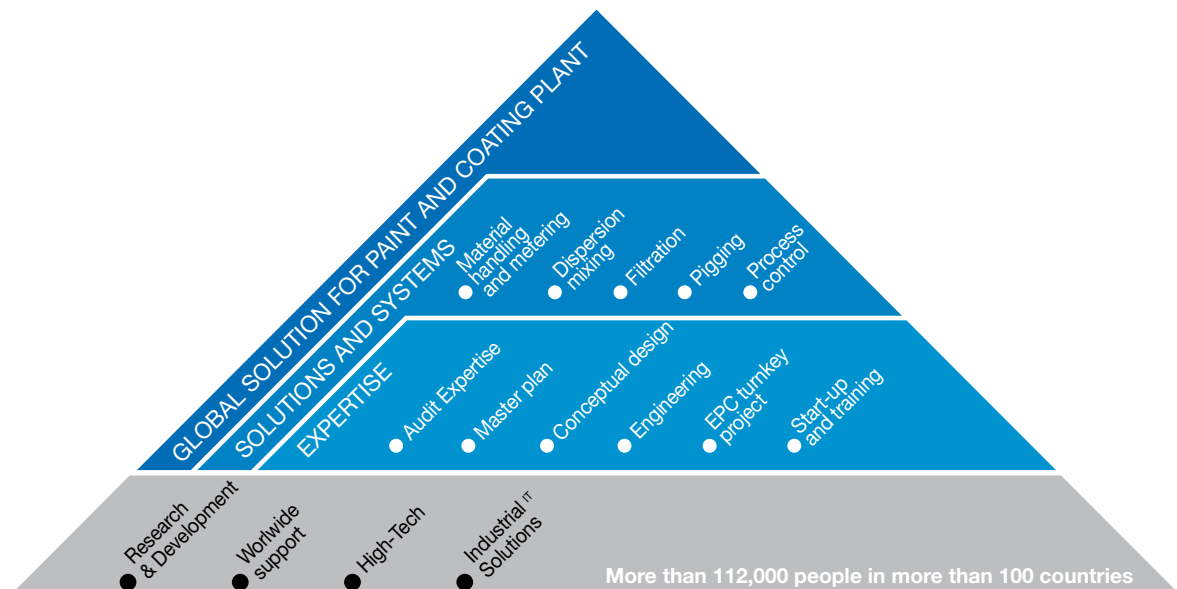 GLOBAL SOLUTION FOR PAINT AND COATING PLANT
SOLUTIONS AND SYSTEMS
Material
handling
and metering
Dispersion
mixing
Filtration
Pigging
Process
control
EXPERTISE
Audit Expertise
Master plan
Conceptual design
Engineering
EPC turnkey
project
Start-up
and training
Research
& Development
Worlwide
support
High-Tech
Industrial IT
Solutions
More than 112,000 people in more than 100 countries